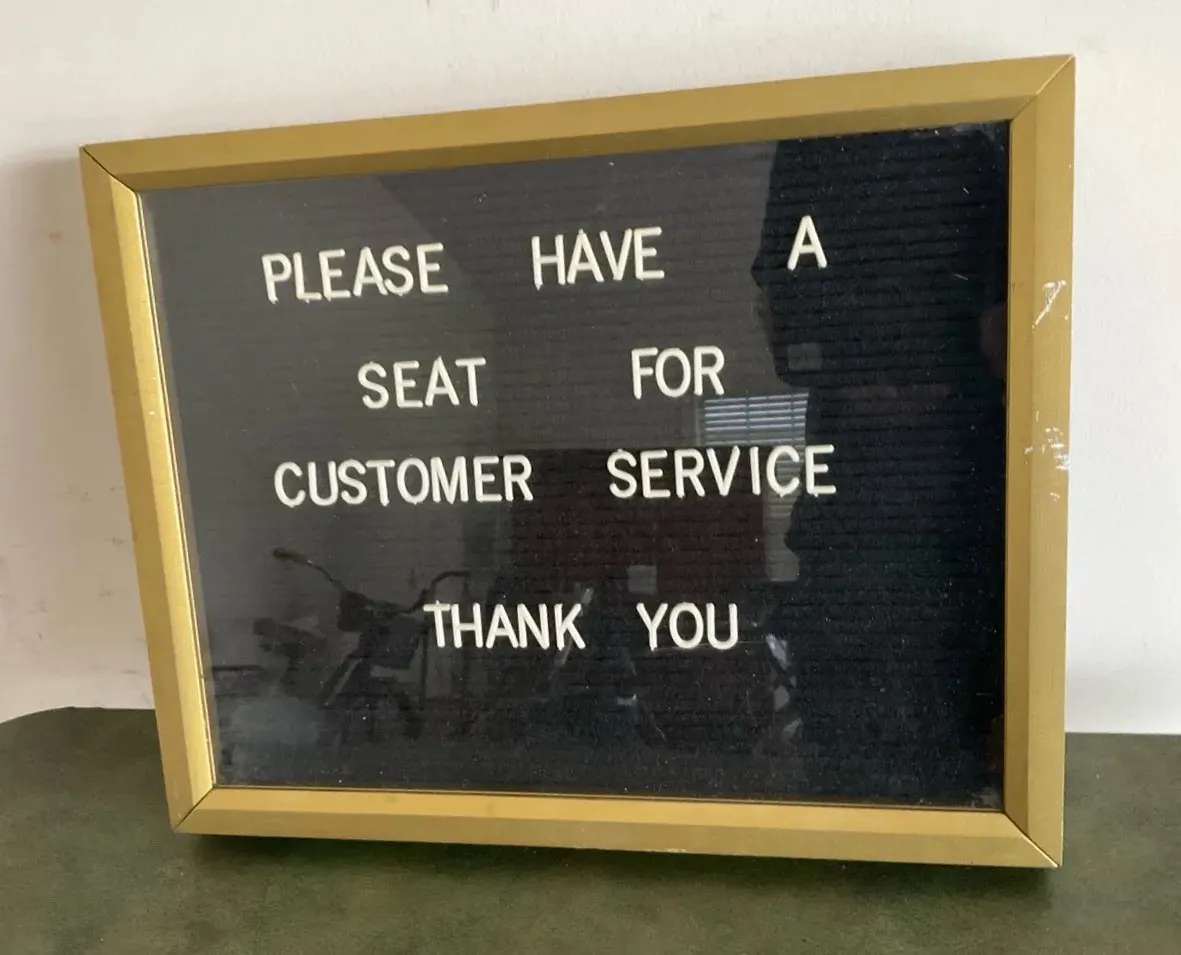 PLEASE HAVE A
SEAT FOR
CUSTOMER SERVICE
THANK YOU